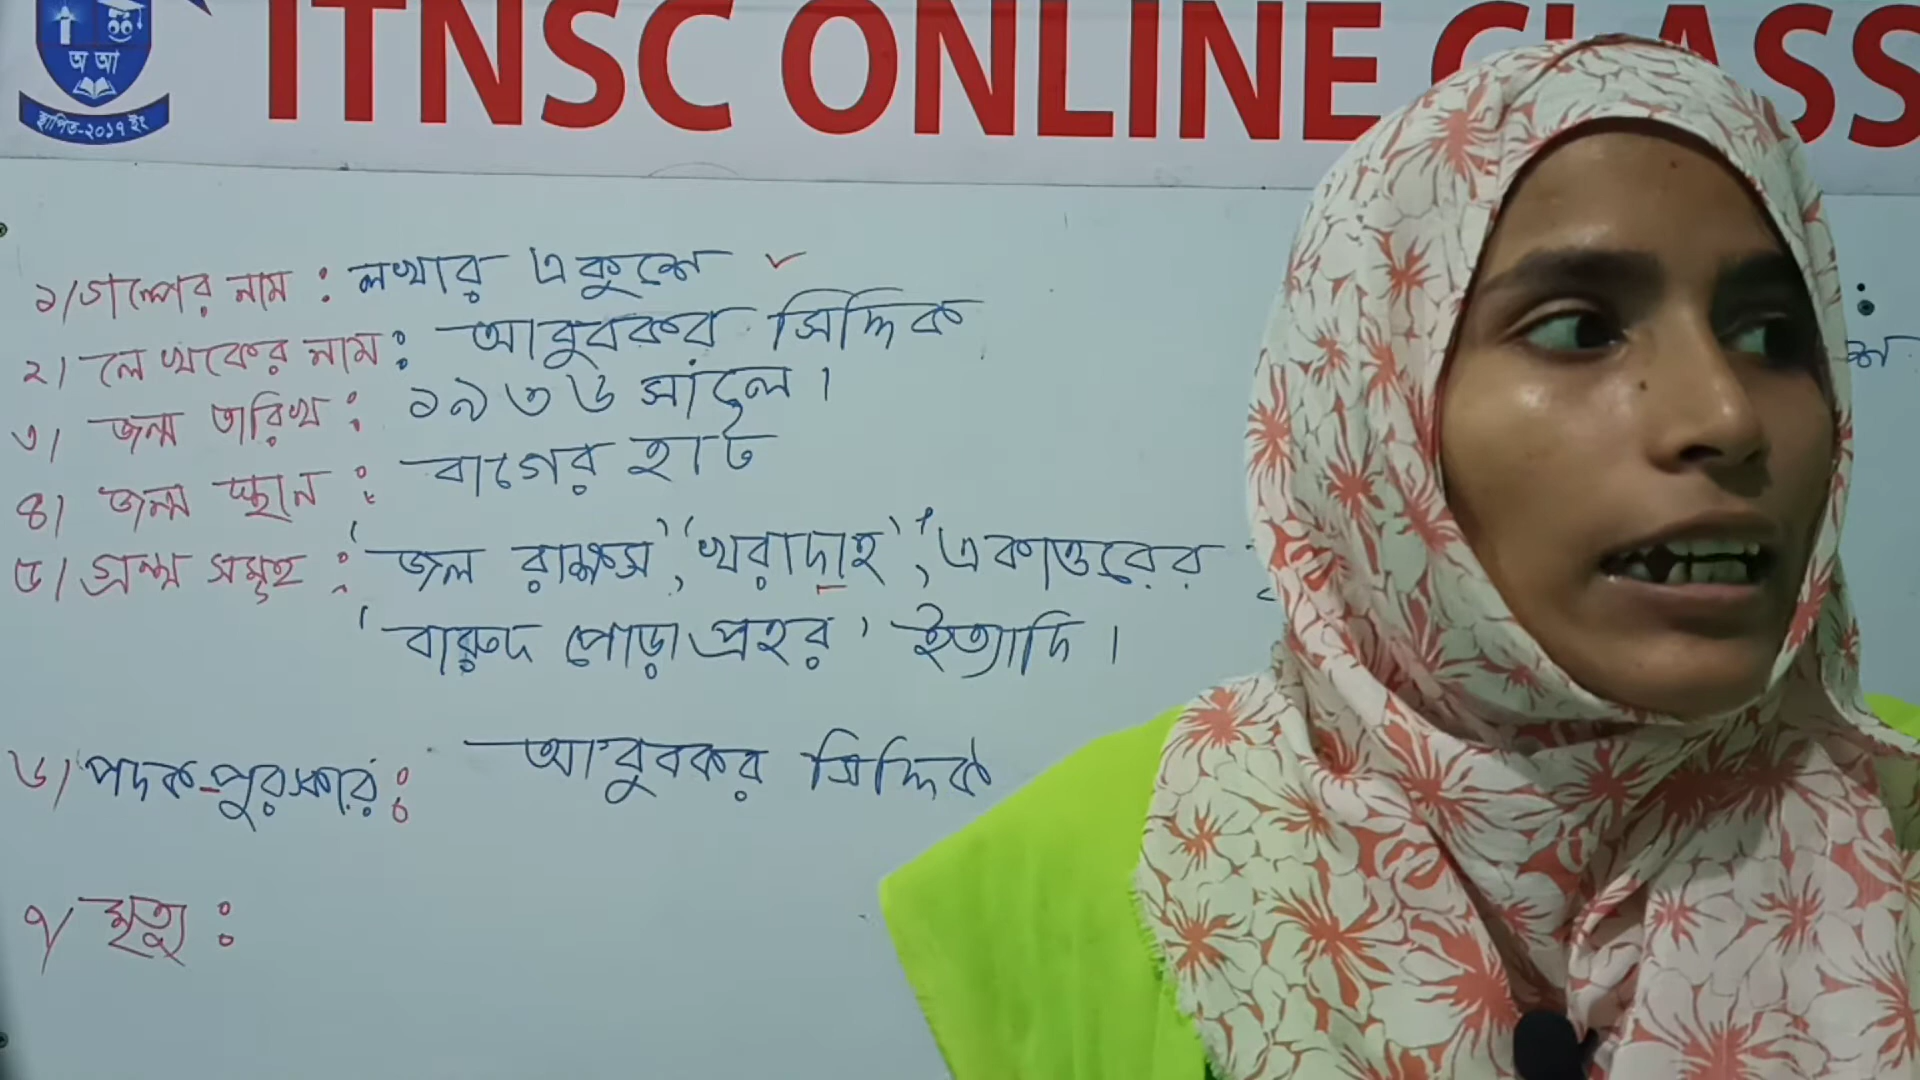 ITNSC ONLINE CLASS
অ আ
স্থাপিত-২০১৭ ইং
১/গল্পের নাম : লখার একুশে ✓
২। লেখকের নাম: আবুবকর সিদ্দিক
৩। জন্ম তারিখ : ১৯৩৬ সালে।
৪। জন্ম স্থান : বাগের হাট
৫। গ্রন্থ সমূহ : 'জল রাক্ষস', 'খরাদাহ', 'একাত্তরের
'বারুদ পোড়া প্রহর' ইত্যাদি।
৬। পদক-পুরস্কার: আবুবকর সিদ্দিক
৭/ মৃত্যু :